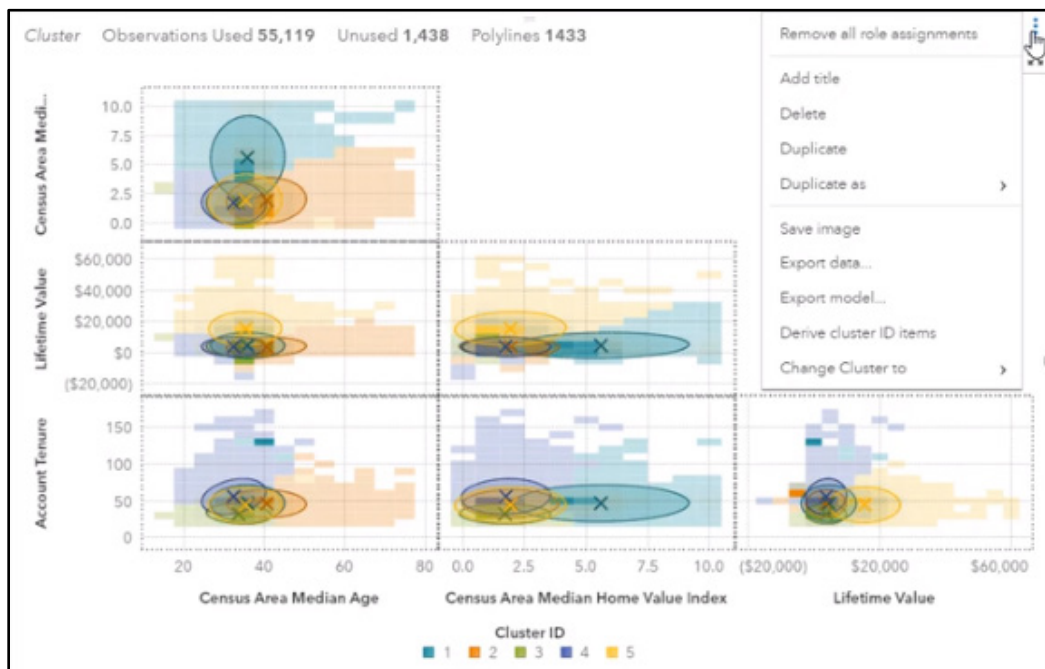 Cluster Observations Used 55,119 Unused 1,438 Polylines 1433
Remove all role assignments
Add title
Delete
Duplicate
Duplicate as
Save image
Export data...
Export model...
Derive cluster ID items
Change Cluster to
Census Area Medi...
10.0
7.5
5.0
2.5
0.0
Lifetime Value
$60,000
$40,000
$20,000
$0
($20,000)
Account Tenure
150
100
50
0
20 40 60 80 0.0 2.5 5.0 7.5 10.0 ($20,000) $20,000 $60,000
Census Area Median Age Census Area Median Home Value Index Lifetime Value
Cluster ID
1 2 3 4 5